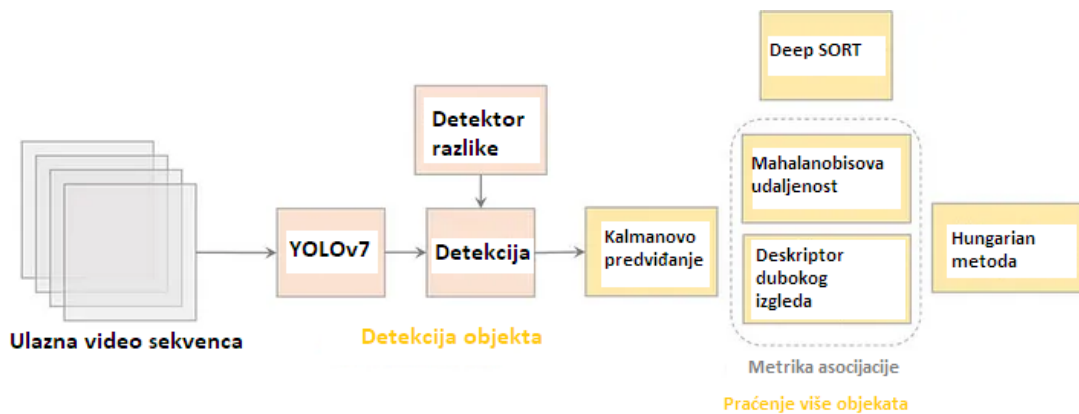 Deep SORT
Detektor
razlike
Mahalanobisova
udaljenost
YOLOv7
Detekcija
Kalmanovo
predviđanje
Deskriptor
dubokog
izgleda
Hungarian
metoda
Ulazna video sekvenca
Detekcija objekta
Metrika asocijacije
Praćenje više objekata